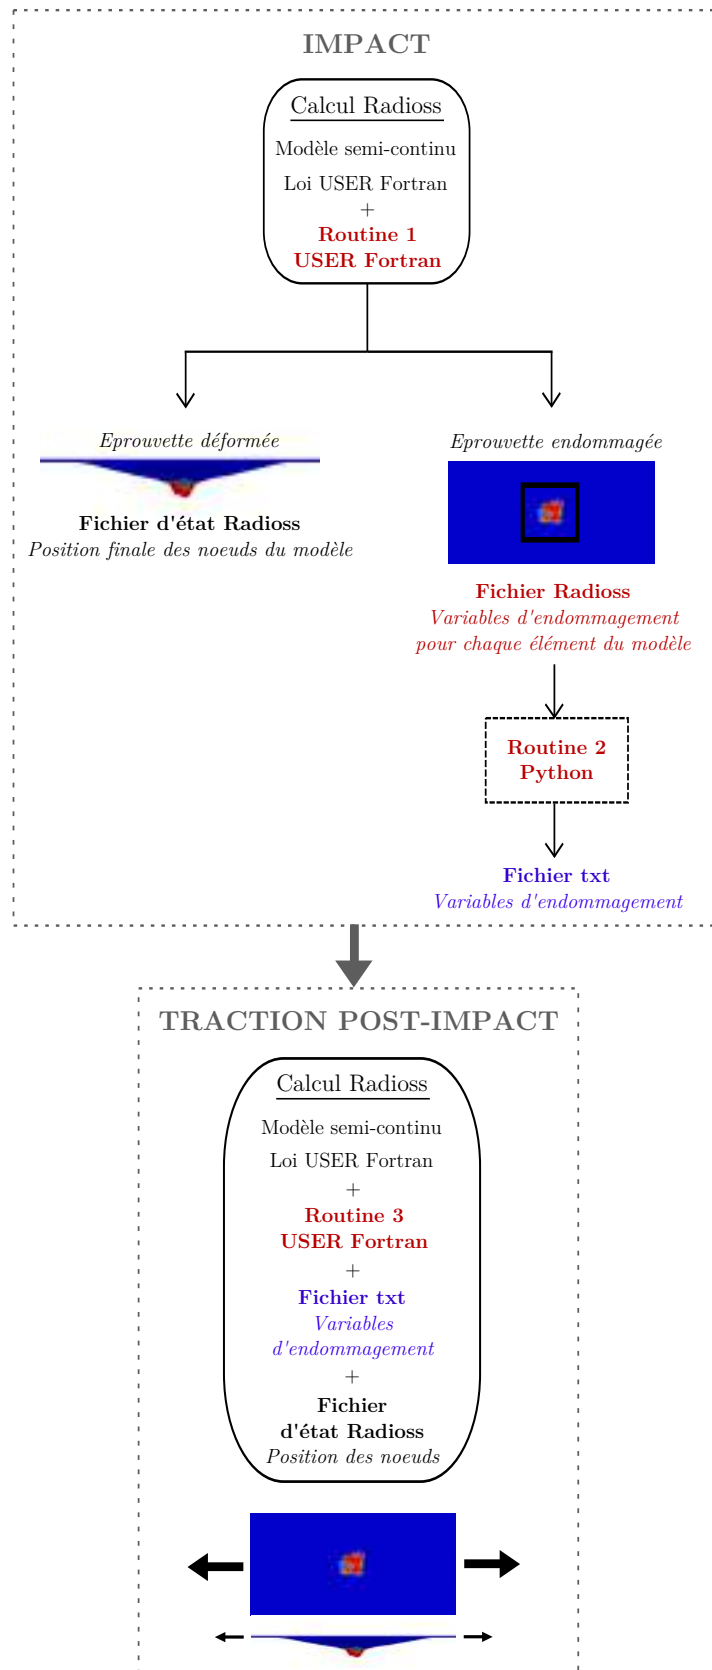 IMPACT
Calcul Radioss
Modèle semi-continu
Loi USER Fortran
+
Routine 1
USER Fortran
Eprouvette déformée
Fichier d'état Radioss
Position finale des noeuds du modèle
Eprouvette endommagée
Fichier Radioss
Variables d'endommagement
pour chaque élément du modèle
Routine 2
Python
Fichier txt
Variables d'endommagement
TRACTION POST-IMPACT
Calcul Radioss
Modèle semi-continu
Loi USER Fortran
+
Routine 3
USER Fortran
+
Fichier txt
Variables
d'endommagement
+
Fichier
d'état Radioss
Position des noeuds